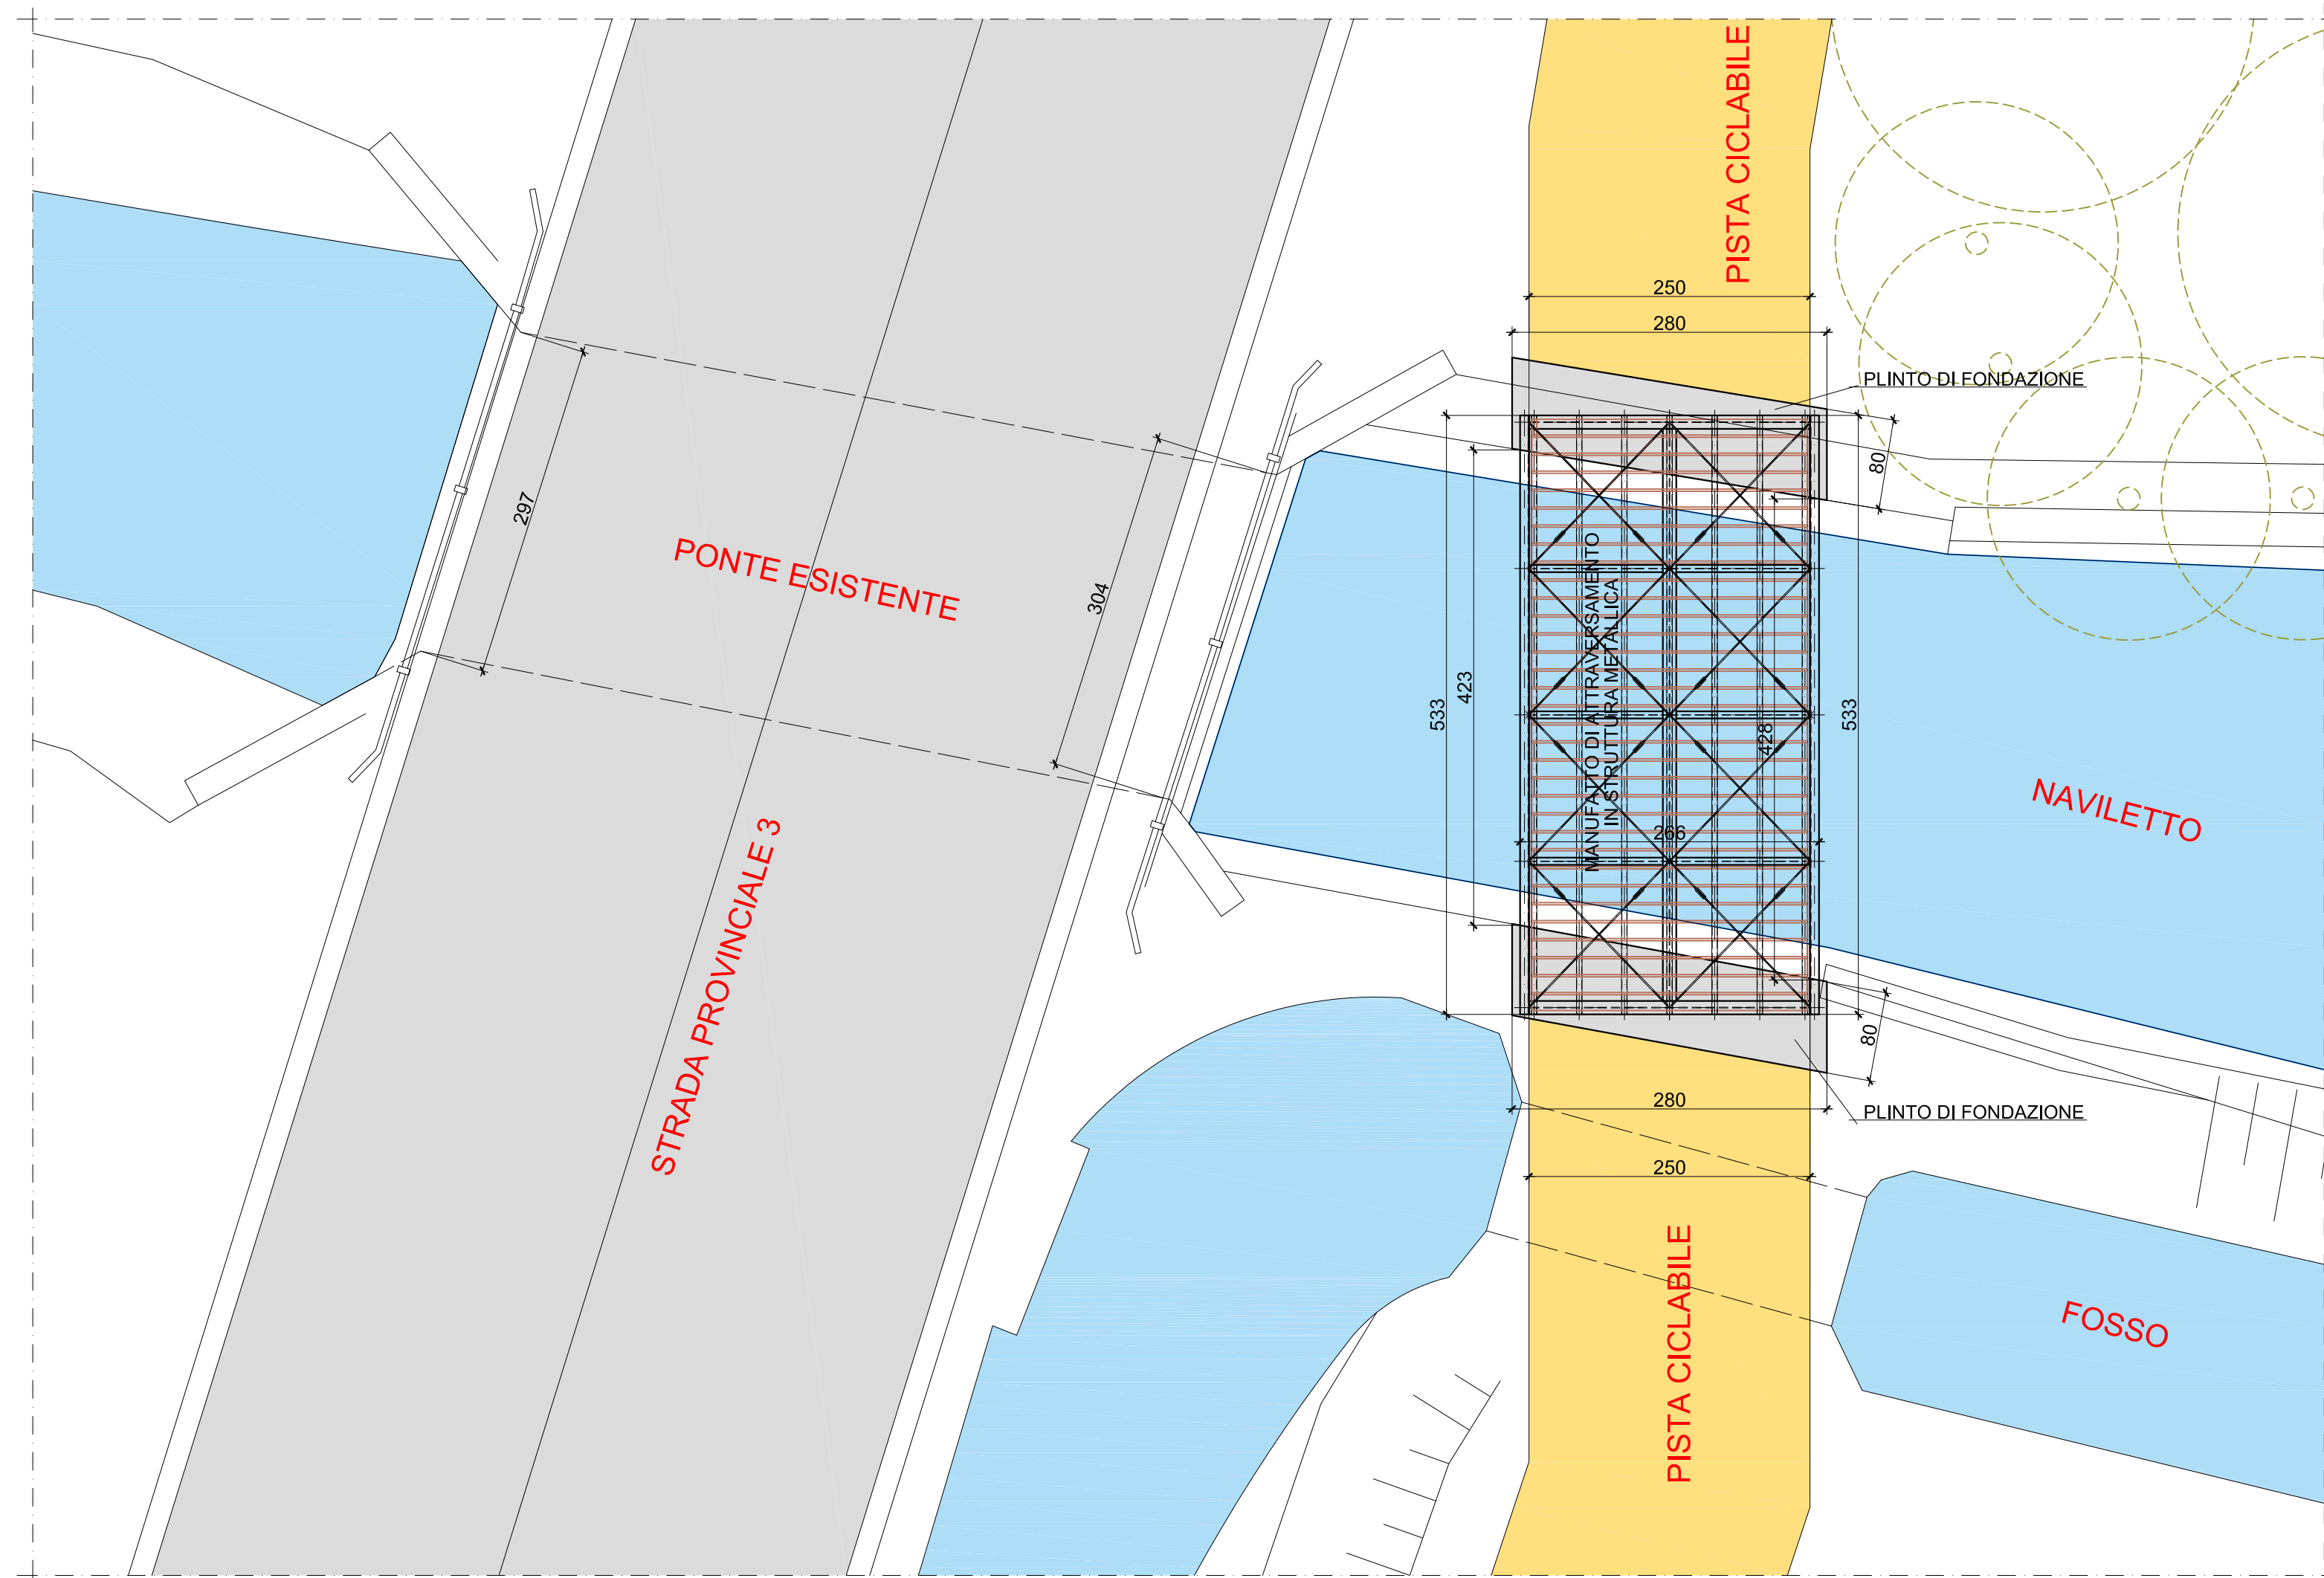 PISTA CICLABILE
250
280
PLINTO DI FONDAZIONE
80
297
PONTE ESISTENTE
304
MANUFATTO DI ATTRAVERSAMENTO
IN STRUTTURA METALLICA
533
423
428
533
266
NAVILETTO
STRADA PROVINCIALE 3
80
280
PLINTO DI FONDAZIONE
250
PISTA CICLABILE
FOSSO